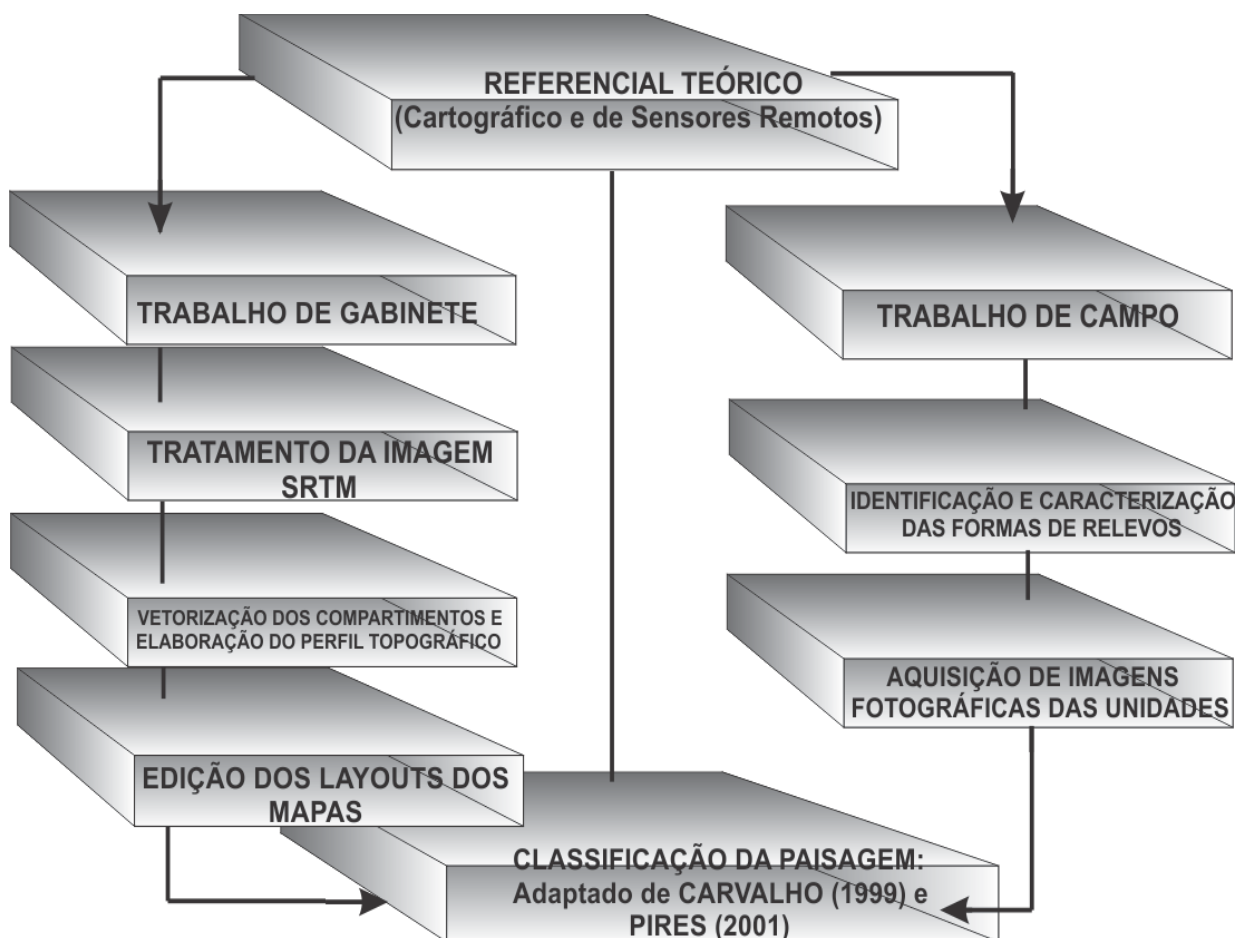 REFERENCIAL TEÓRICO
(Cartográfico e de Sensores Remotos)
TRABALHO DE GABINETE
TRABALHO DE CAMPO
TRATAMENTO DA IMAGEM
SRTM
IDENTIFICAÇÃO E CARACTERIZAÇÃO
DAS FORMAS DE RELEVOS
VETORIZAÇÃO DOS COMPARTIMENTOS E
ELABORAÇÃO DO PERFIL TOPOGRÁFICO
AQUISIÇÃO DE IMAGENS
FOTOGRÁFICAS DAS UNIDADES
EDIÇÃO DOS LAYOUTS DOS
MAPAS
CLASSIFICAÇÃO DA PAISAGEM:
Adaptado de CARVALHO (1999) e
PIRES (2001)